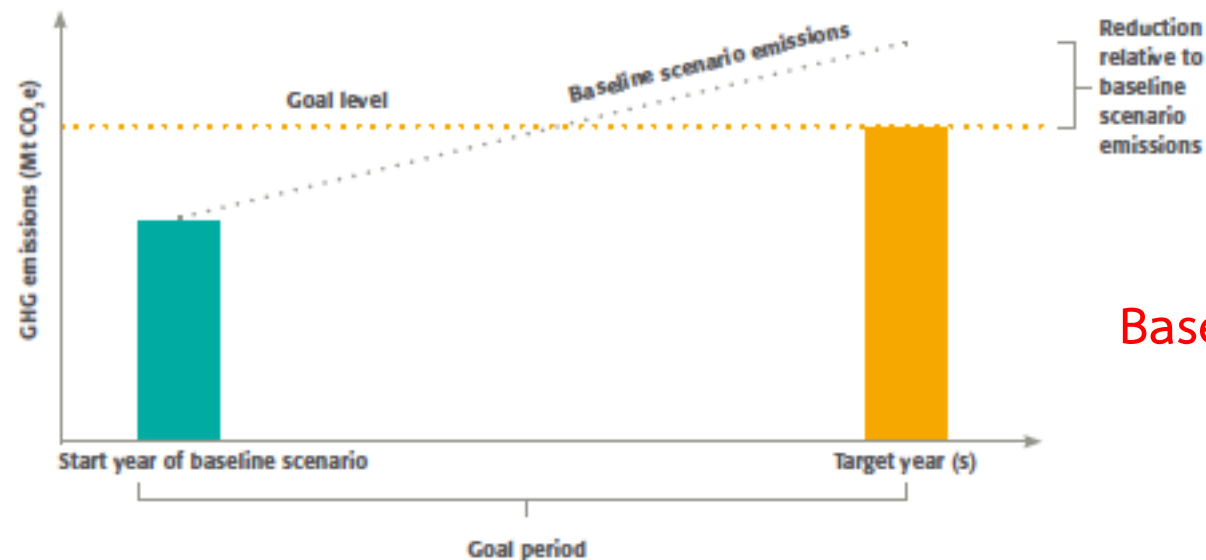 Reduction
relative to
baseline
scenario
emissions
Baseline scenario emissions
Goal level
GHG emissions (Mt CO₂e)
Base
Start year of baseline scenario
Target year (s)
Goal period